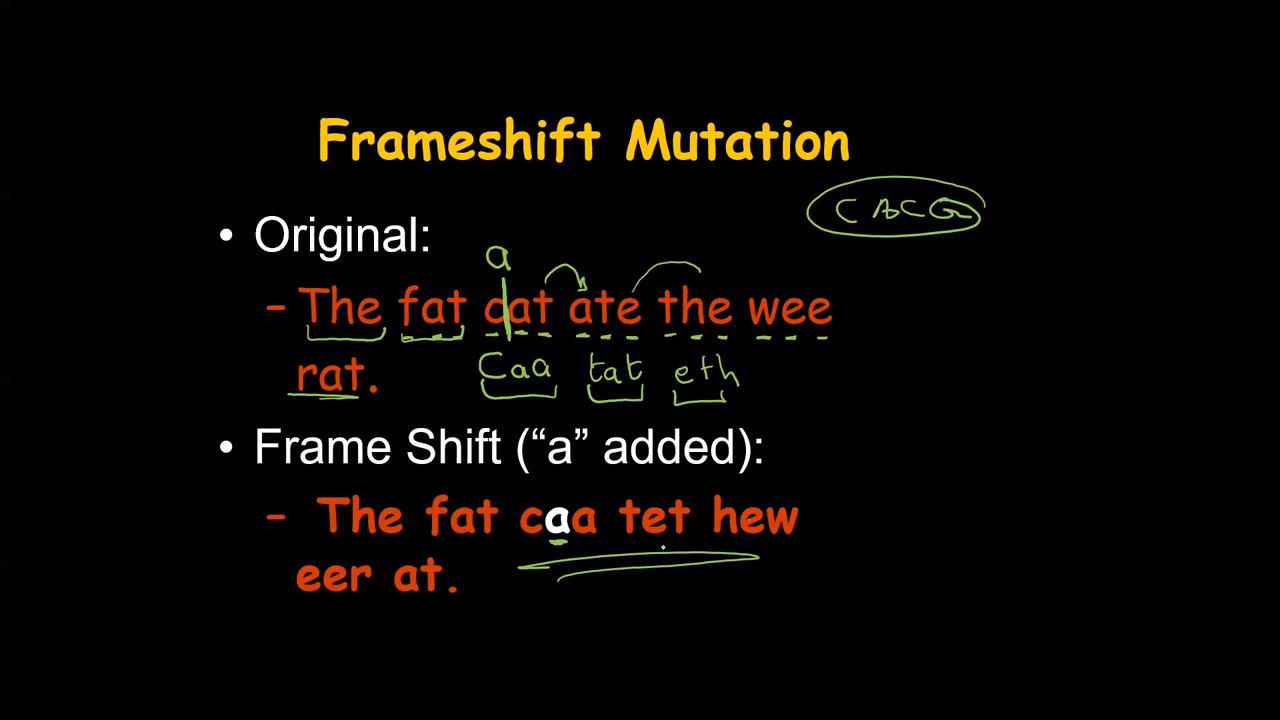 Frameshift Mutation
CACG
• Original:
a
– The fat cat ate the wee
rat.
Caa tat eth
• Frame Shift (“a” added):
– The fat caa tet hew
eer at.